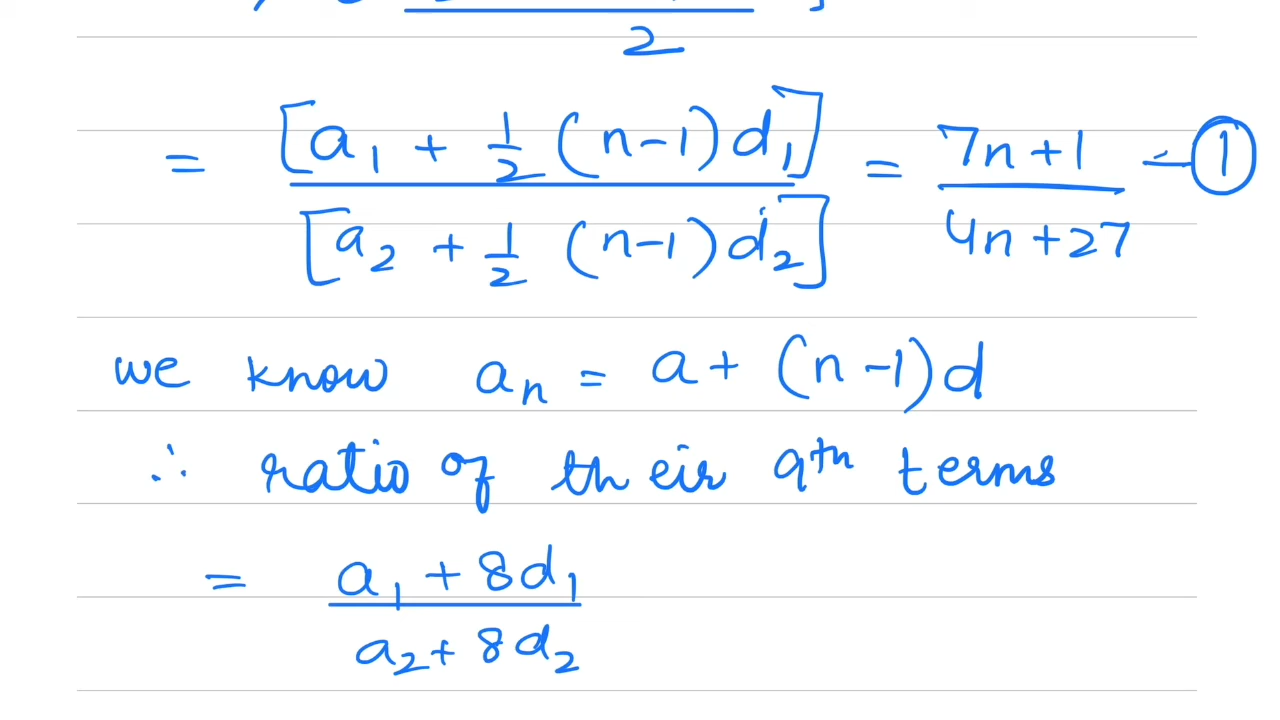 2
= [a₁ + 1/2 (n-1)d₁] / [a₂ + 1/2 (n-1)d₂] = (7n+1)/(4n+27) — ①
we know aₙ = a + (n-1)d
∴ ratio of their 9th terms
= (a₁ + 8d₁)/(a₂ + 8d₂)